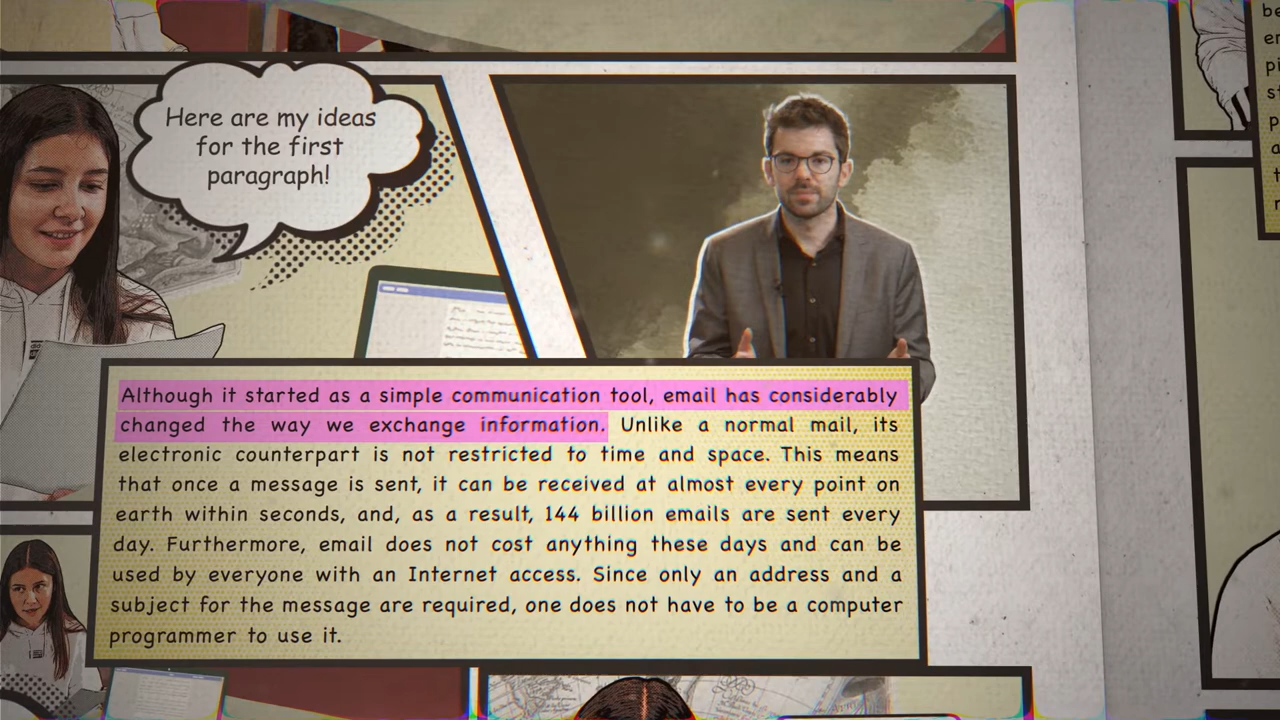 Here are my ideas
for the first
paragraph!
Although it started as a simple communication tool, email has considerably
changed the way we exchange information. Unlike a normal mail, its
electronic counterpart is not restricted to time and space. This means
that once a message is sent, it can be received at almost every point on
earth within seconds, and, as a result, 144 billion emails are sent every
day. Furthermore, email does not cost anything these days and can be
used by everyone with an Internet access. Since only an address and a
subject for the message are required, one does not have to be a computer
programmer to use it.